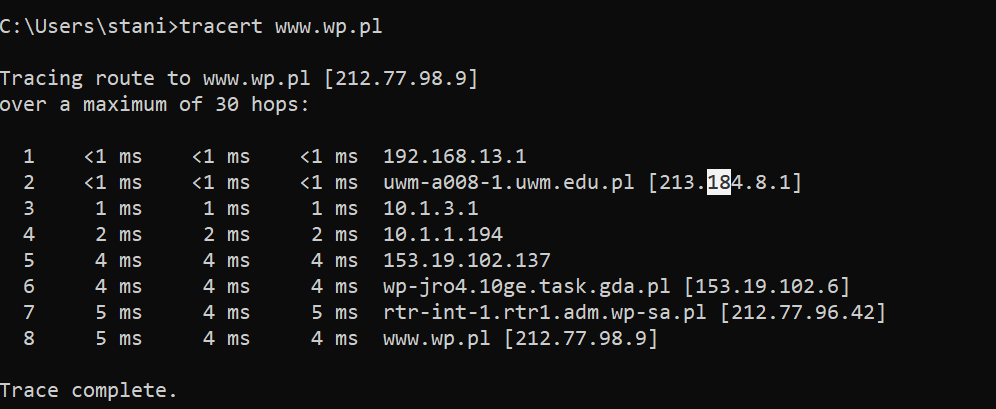 C:\Users\stani>tracert www.wp.pl
Tracing route to www.wp.pl [212.77.98.9]
over a maximum of 30 hops:
1 <1 ms <1 ms <1 ms 192.168.13.1
2 <1 ms <1 ms <1 ms uwm-a008-1.uwm.edu.pl [213.184.8.1]
3 1 ms 1 ms 1 ms 10.1.3.1
4 2 ms 2 ms 2 ms 10.1.1.194
5 4 ms 4 ms 4 ms 153.19.102.137
6 4 ms 4 ms 4 ms wp-jro4.10ge.task.gda.pl [153.19.102.6]
7 5 ms 4 ms 5 ms rtr-int-1.rtr1.adm.wp-sa.pl [212.77.96.42]
8 5 ms 4 ms 4 ms www.wp.pl [212.77.98.9]
Trace complete.